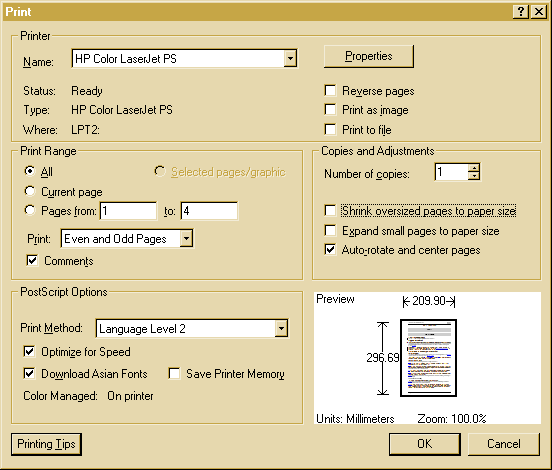 Print
Printer
Name: HP Color LaserJet PS
Properties
Status: Ready
Type: HP Color LaserJet PS
Where: LPT2:
Reverse pages
Print as image
Print to file
Print Range
All
Selected pages/graphic
Current page
Pages from: 1 to: 4
Print: Even and Odd Pages
Comments
Copies and Adjustments
Number of copies: 1
Shrink oversized pages to paper size
Expand small pages to paper size
Auto-rotate and center pages
PostScript Options
Print Method: Language Level 2
Optimize for Speed
Download Asian Fonts
Save Printer Memory
Color Managed: On printer
Preview
209.90
296.69
Units: Millimeters Zoom: 100.0%
Printing Tips
OK
Cancel